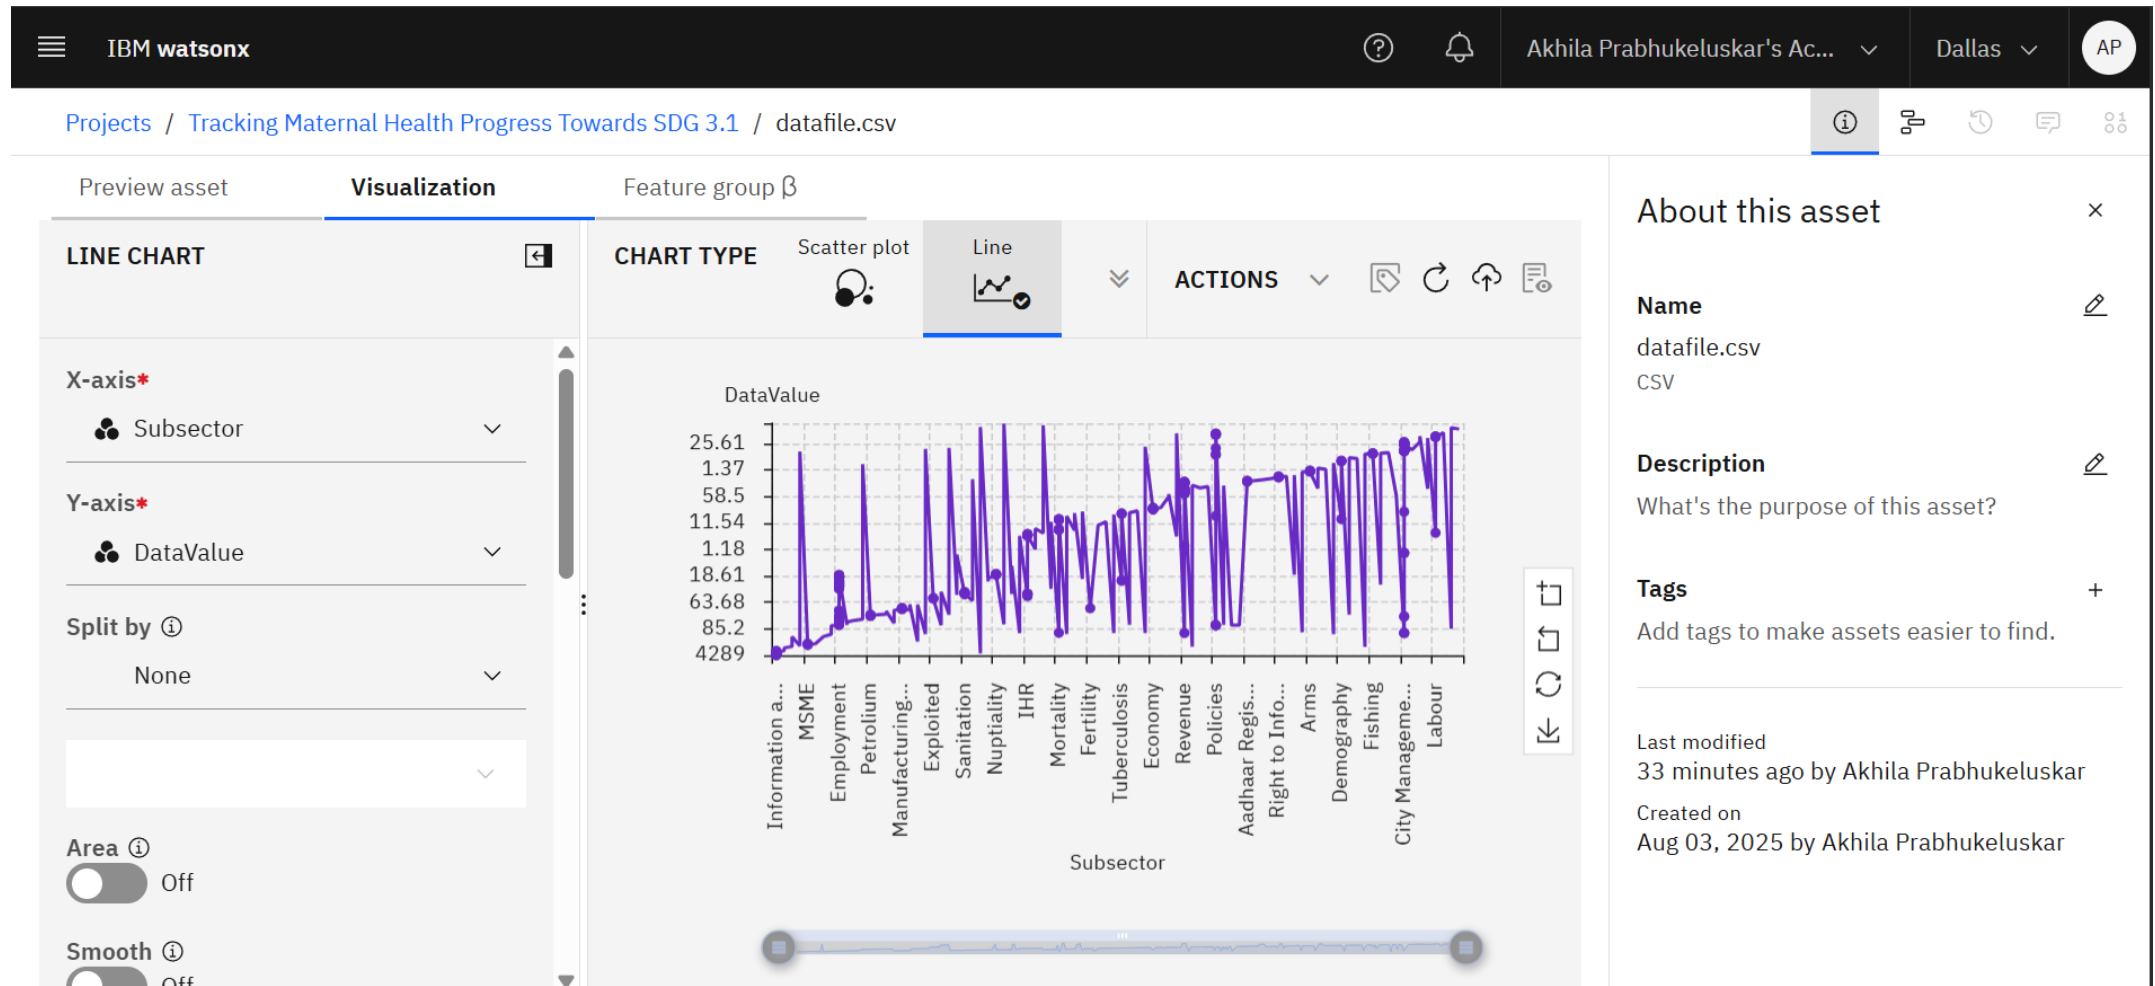 IBM watsonx
Akhila Prabhukeluskar's Ac...
Dallas
AP
Projects / Tracking Maternal Health Progress Towards SDG 3.1 / datafile.csv
Preview asset
Visualization
Feature group β
LINE CHART
X-axis*
Subsector
Y-axis*
DataValue
Split by
None
Area
Off
Smooth
Off
CHART TYPE
Scatter plot
Line
ACTIONS
DataValue
25.61
1.37
58.5
11.54
1.18
18.61
63.68
85.2
4289
Information a...
MSME
Employment
Petrolium
Manufacturing...
Exploited
Sanitation
Nuptiality
IHR
Mortality
Fertility
Tuberculosis
Economy
Revenue
Policies
Aadhaar Regis...
Right to Info...
Arms
Demography
Fishing
City Manageme...
Labour
Subsector
About this asset
Name
datafile.csv
CSV
Description
What's the purpose of this asset?
Tags
Add tags to make assets easier to find.
Last modified
33 minutes ago by Akhila Prabhukeluskar
Created on
Aug 03, 2025 by Akhila Prabhukeluskar